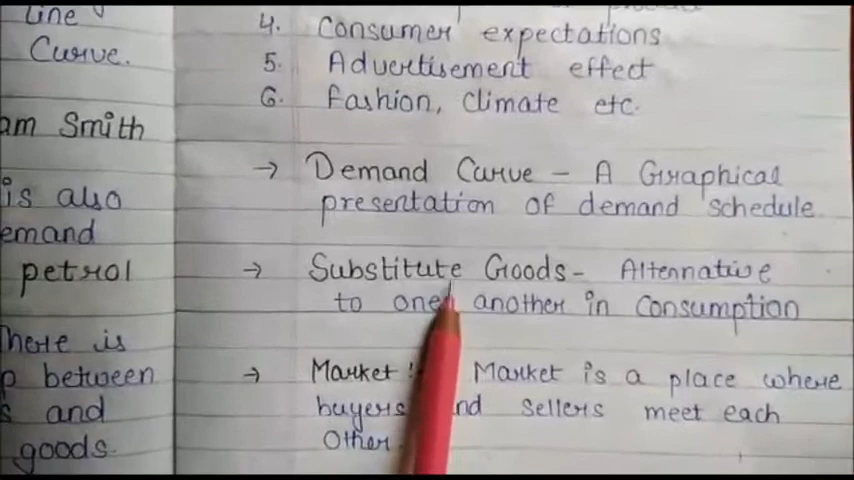 line
Curve.
am Smith
is also
emand
petrol
There is
between
and
goods.
4. Consumer expectations
5. Advertisement effect
6. Fashion, Climate etc.
→ Demand Curve - A Graphical
presentation of demand schedule
→ Substitute Goods - Alternative
to one another in Consumption
→ Market : Market is a place where
buyers and sellers meet each
Other